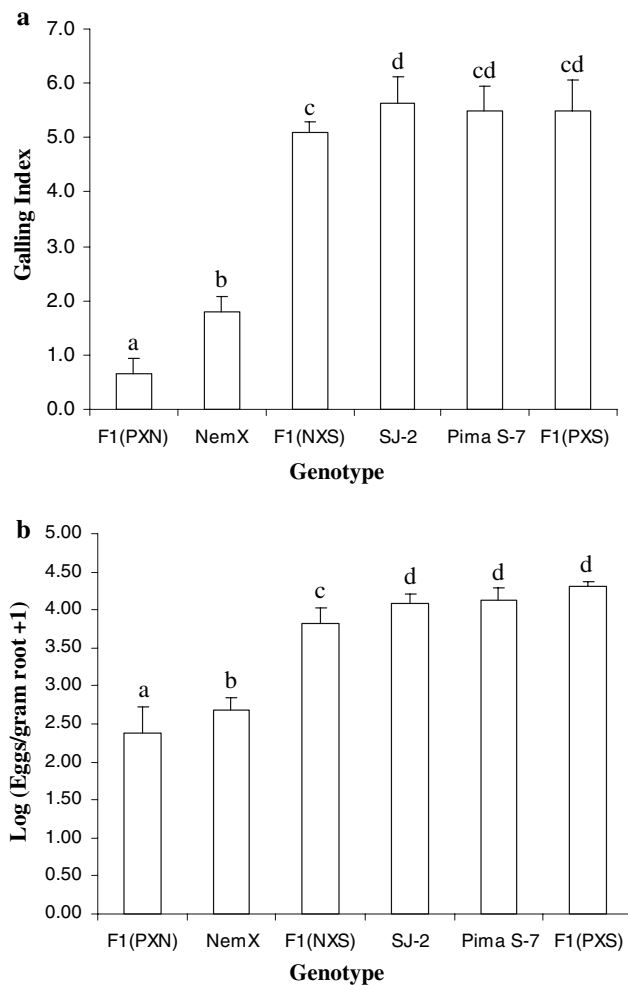 a
7.0
6.0
5.0
4.0
3.0
2.0
1.0
0.0
Galling Index
a
b
c
d
cd
cd
F1(PXN) NemX F1(NXS) SJ-2 Pima S-7 F1(PXS)
Genotype
b
5.00
4.50
4.00
3.50
3.00
2.50
2.00
1.50
1.00
0.50
0.00
Log (Eggs/gram root +1)
a
b
c
d
d
d
F1(PXN) NemX F1(NXS) SJ-2 Pima S-7 F1(PXS)
Genotype